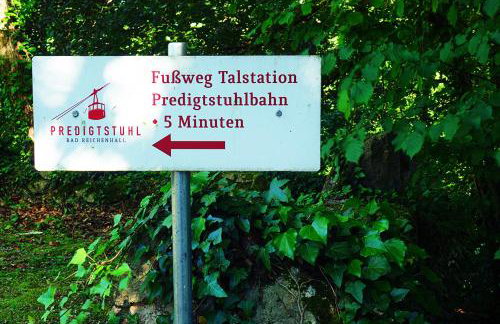 Fußweg Talstation
Predigtstuhlbahn
• 5 Minuten
PREDIGTSTUHL
BAD REICHENHALL